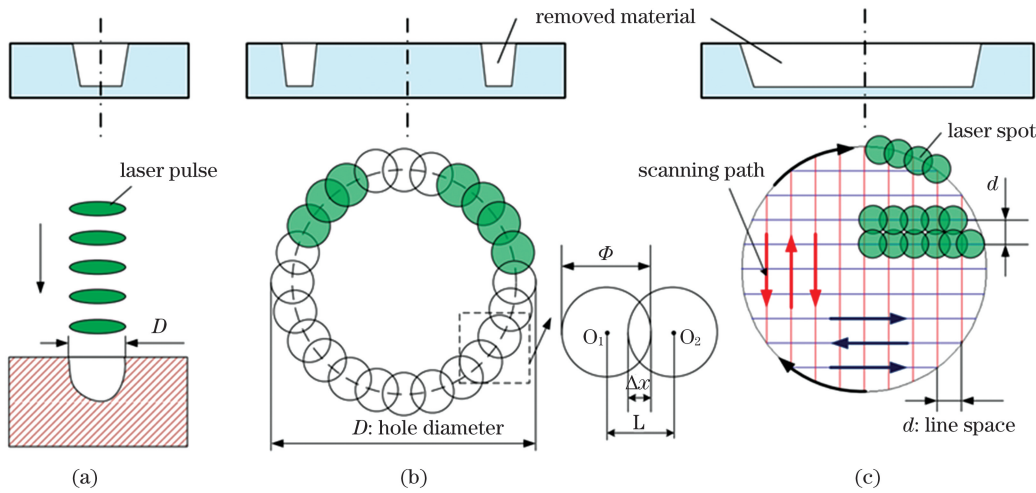 removed material
laser pulse
D
(a)
D: hole diameter
Φ
O₁
O₂
Δx
L
(b)
laser spot
scanning path
d
d: line space
(c)